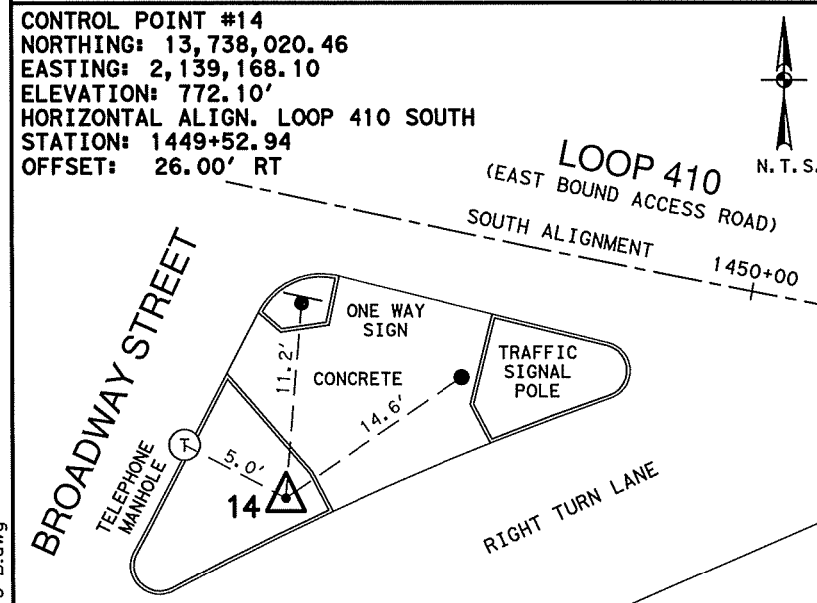 CONTROL POINT #14
NORTHING: 13,738,020.46
EASTING: 2,139,168.10
ELEVATION: 772.10'
HORIZONTAL ALIGN. LOOP 410 SOUTH
STATION: 1449+52.94
OFFSET: 26.00' RT
N.T.S.
LOOP 410
(EAST BOUND ACCESS ROAD)
SOUTH ALIGNMENT
1450+00
BROADWAY STREET
ONE WAY
SIGN
11.2'
CONCRETE
TRAFFIC
SIGNAL
POLE
14.6'
T
5.0'
TELEPHONE
MANHOLE
14
RIGHT TURN LANE